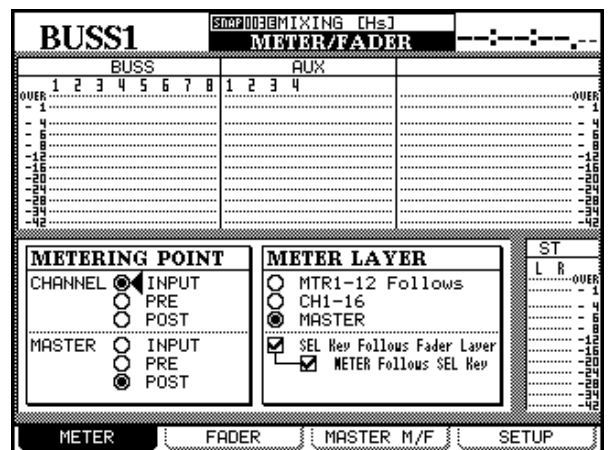 BUSS1
MIXING [Hs]
METER/FADER
--:--:--.--
BUSS AUX
1 2 3 4 5 6 7 8 1 2 3 4
OVER OVER
- 1 - 1
- 4 - 4
- 6 - 6
- 8 - 8
-12 -12
-16 -16
-20 -20
-24 -24
-28 -28
-34 -34
-42 -42
METERING POINT
CHANNEL INPUT
PRE
POST
MASTER INPUT
PRE
POST
METER LAYER
MTR1-12 Follows
CH1-16
MASTER
SEL Key Follows Fader Layer
METER Follows SEL Key
ST
L R
OVER
- 1
- 4
- 6
- 8
-12
-16
-20
-24
-28
-34
-42
METER FADER MASTER M/F SETUP